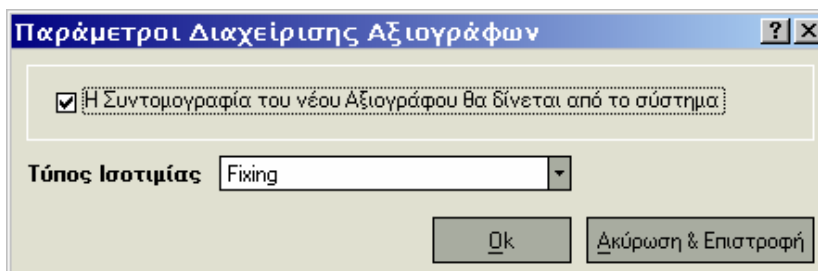 Παράμετροι Διαχείρισης Αξιογράφων
Η Συντομογραφία του νέου Αξιογράφου θα δίνεται από το σύστημα
Τύπος Ισοτιμίας Fixing
Ok Ακύρωση & Επιστροφή